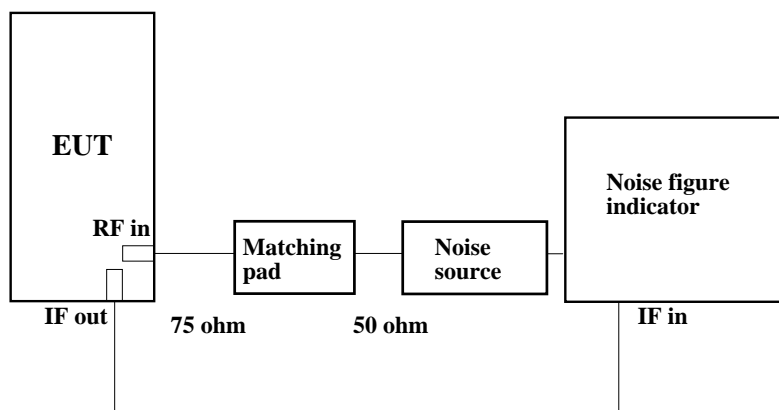 EUT
RF in
IF out
75 ohm
Matching
pad
50 ohm
Noise
source
Noise figure
indicator
IF in